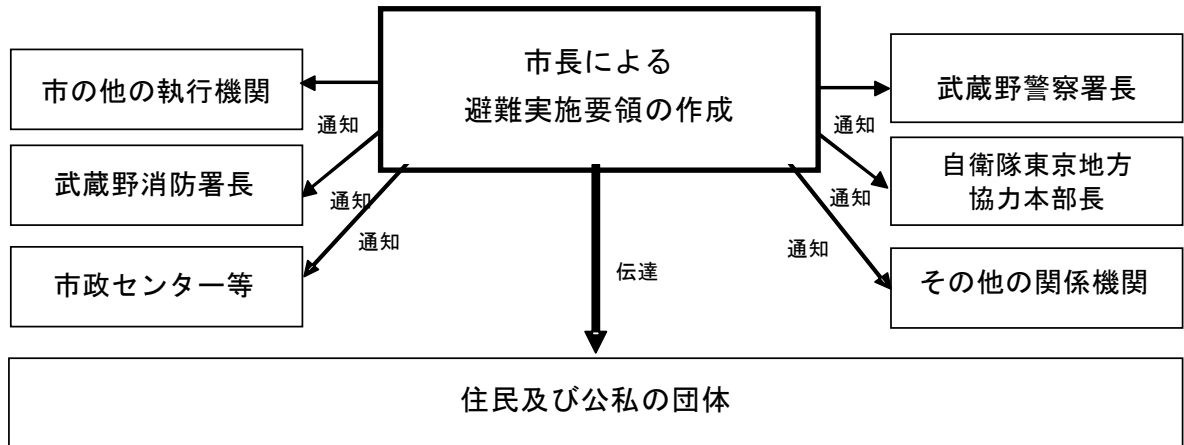 市長による
避難実施要領の作成
市の他の執行機関
通知
武蔵野消防署長
通知
市政センター等
通知
武蔵野警察署長
通知
自衛隊東京地方
協力本部長
通知
その他の関係機関
通知
伝達
住民及び公私の団体